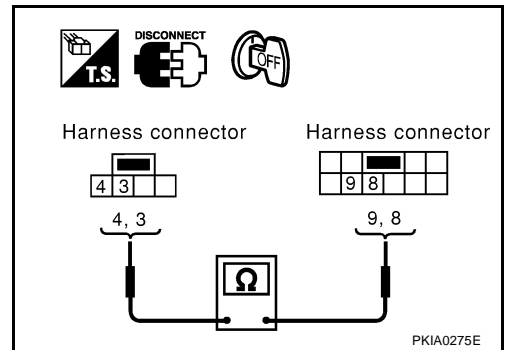 DISCONNECT
T.S.
OFF
Harness connector
Harness connector
4 3
9 8
4, 3
9, 8
Ω
PKIA0275E